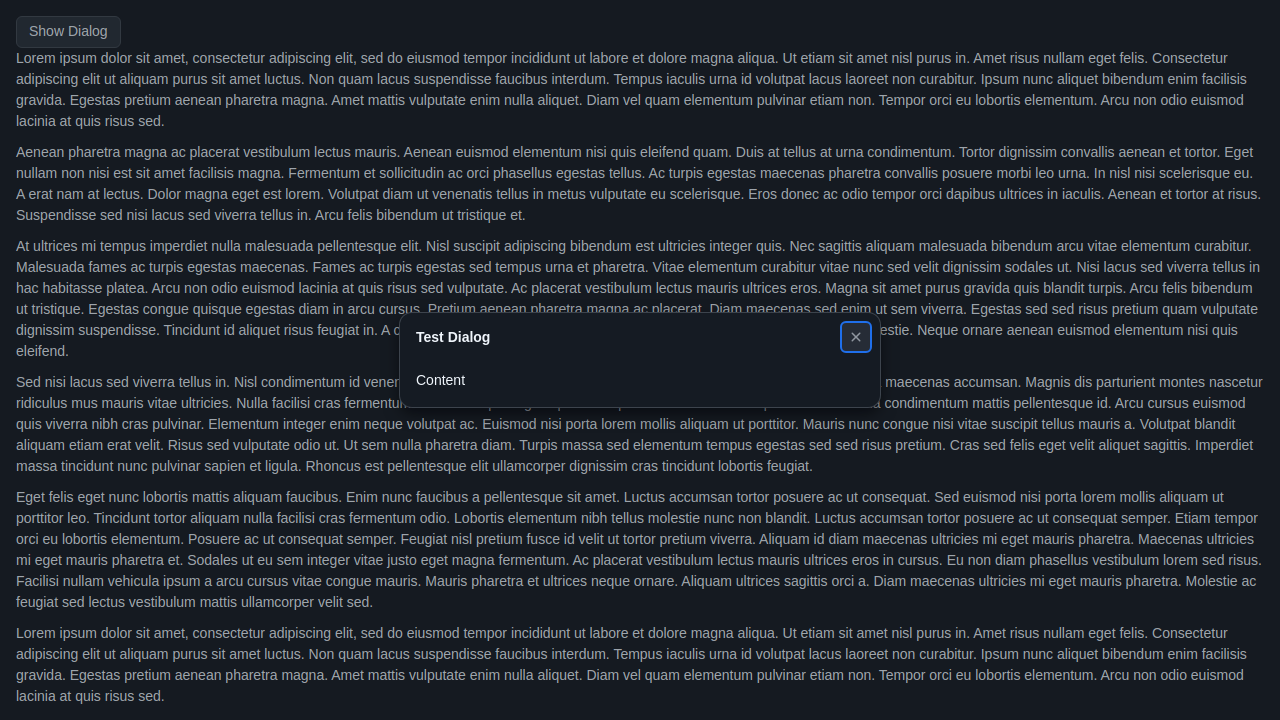 Show Dialog
Lorem ipsum dolor sit amet, consectetur adipiscing elit, sed do eiusmod tempor incididunt ut labore et dolore magna aliqua. Ut etiam sit amet nisl purus in. Amet risus nullam eget felis. Consectetur
adipiscing elit ut aliquam purus sit amet luctus. Non quam lacus suspendisse faucibus interdum. Tempus iaculis urna id volutpat lacus laoreet non curabitur. Ipsum nunc aliquet bibendum enim facilisis
gravida. Egestas pretium aenean pharetra magna. Amet mattis vulputate enim nulla aliquet. Diam vel quam elementum pulvinar etiam non. Tempor orci eu lobortis elementum. Arcu non odio euismod
lacinia at quis risus sed.
Aenean pharetra magna ac placerat vestibulum lectus mauris. Aenean euismod elementum nisi quis eleifend quam. Duis at tellus at urna condimentum. Tortor dignissim convallis aenean et tortor. Eget
nullam non nisi est sit amet facilisis magna. Fermentum et sollicitudin ac orci phasellus egestas tellus. Ac turpis egestas maecenas pharetra convallis posuere morbi leo urna. In nisl nisi scelerisque eu.
A erat nam at lectus. Dolor magna eget est lorem. Volutpat diam ut venenatis tellus in metus vulputate eu scelerisque. Eros donec ac odio tempor orci dapibus ultrices in iaculis. Aenean et tortor at risus.
Suspendisse sed nisi lacus sed viverra tellus in. Arcu felis bibendum ut tristique et.
At ultrices mi tempus imperdiet nulla malesuada pellentesque elit. Nisl suscipit adipiscing bibendum est ultricies integer quis. Nec sagittis aliquam malesuada bibendum arcu vitae elementum curabitur.
Malesuada fames ac turpis egestas maecenas. Fames ac turpis egestas sed tempus urna et pharetra. Vitae elementum curabitur vitae nunc sed velit dignissim sodales ut. Nisi lacus sed viverra tellus in
hac habitasse platea. Arcu non odio euismod lacinia at quis risus sed vulputate. Ac placerat vestibulum lectus mauris ultrices eros. Magna sit amet purus gravida quis blandit turpis. Arcu felis bibendum
ut tristique. Egestas congue quisque egestas diam in arcu cursus. Pretium aenean pharetra magna ac placerat. Diam maecenas sed enim ut sem viverra. Egestas sed sed risus pretium quam vulputate
dignissim suspendisse. Tincidunt id aliquet risus feugiat in. A Neque ornare aenean euismod elementum nisi quis
eleifend.
Test Dialog
Content
Sed nisi lacus sed viverra tellus in. Nisl condimentum id maecenas accumsan. Magnis dis parturient montes nascetur
ridiculus mus mauris vitae ultricies. Nulla facilisi cras condimentum mattis pellentesque id. Arcu cursus euismod
quis viverra nibh cras pulvinar. Elementum integer enim neque volutpat ac. Euismod nisi porta lorem mollis aliquam ut porttitor. Mauris nunc congue nisi vitae suscipit tellus mauris a. Volutpat blandit
aliquam etiam erat velit. Risus sed vulputate odio ut. Ut sem nulla pharetra diam. Turpis massa sed elementum tempus egestas sed sed risus pretium. Cras sed felis eget velit aliquet sagittis. Imperdiet
massa tincidunt nunc pulvinar sapien et ligula. Rhoncus est pellentesque elit ullamcorper dignissim cras tincidunt lobortis feugiat.
Eget felis eget nunc lobortis mattis aliquam faucibus. Enim nunc faucibus a pellentesque sit amet. Luctus accumsan tortor posuere ac ut consequat. Sed euismod nisi porta lorem mollis aliquam ut
porttitor leo. Tincidunt tortor aliquam nulla facilisi cras fermentum odio. Lobortis elementum nibh tellus molestie nunc non blandit. Luctus accumsan tortor posuere ac ut consequat semper. Etiam tempor
orci eu lobortis elementum. Posuere ac ut consequat semper. Feugiat nisl pretium fusce id velit ut tortor pretium viverra. Aliquam id diam maecenas ultricies mi eget mauris pharetra. Maecenas ultricies
mi eget mauris pharetra et. Sodales ut eu sem integer vitae justo eget magna fermentum. Ac placerat vestibulum lectus mauris ultrices eros in cursus. Eu non diam phasellus vestibulum lorem sed risus.
Facilisi nullam vehicula ipsum a arcu cursus vitae congue mauris. Mauris pharetra et ultrices neque ornare. Aliquam ultrices sagittis orci a. Diam maecenas ultricies mi eget mauris pharetra. Molestie ac
feugiat sed lectus vestibulum mattis ullamcorper velit sed.
Lorem ipsum dolor sit amet, consectetur adipiscing elit, sed do eiusmod tempor incididunt ut labore et dolore magna aliqua. Ut etiam sit amet nisl purus in. Amet risus nullam eget felis. Consectetur
adipiscing elit ut aliquam purus sit amet luctus. Non quam lacus suspendisse faucibus interdum. Tempus iaculis urna id volutpat lacus laoreet non curabitur. Ipsum nunc aliquet bibendum enim facilisis
gravida. Egestas pretium aenean pharetra magna. Amet mattis vulputate enim nulla aliquet. Diam vel quam elementum pulvinar etiam non. Tempor orci eu lobortis elementum. Arcu non odio euismod
lacinia at quis risus sed.